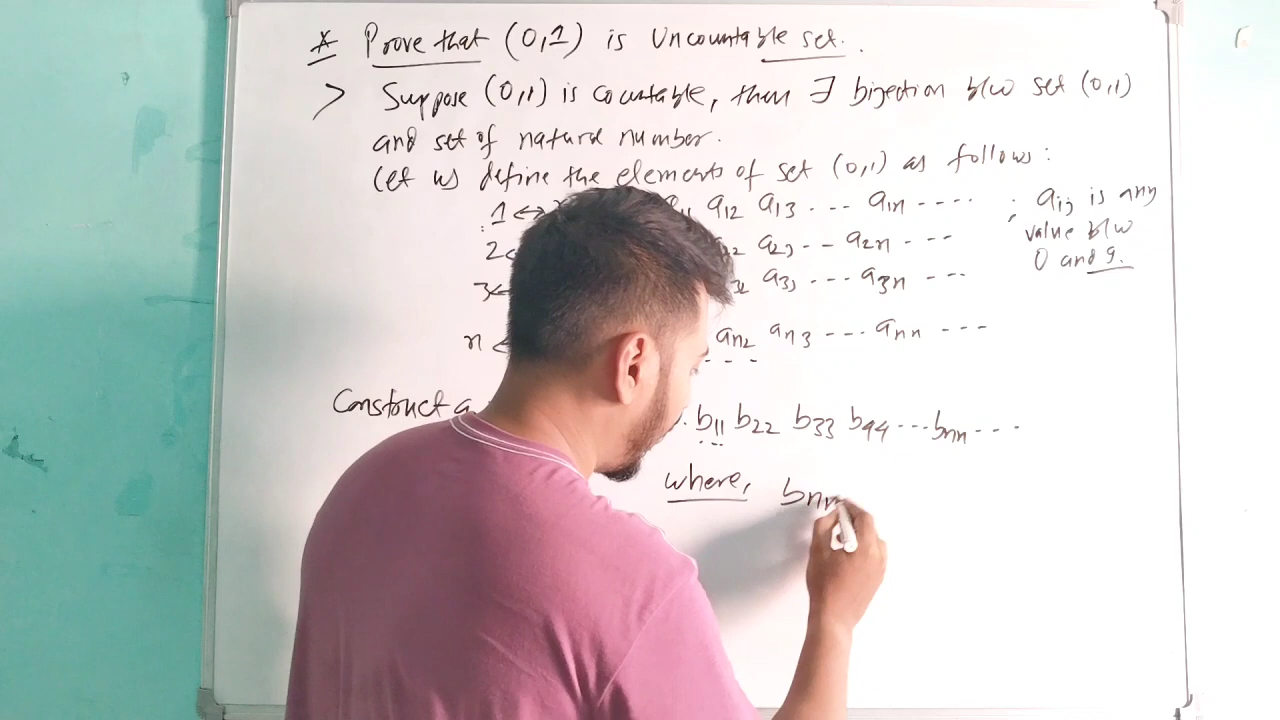 * Prove that (0,1) is Uncountable set.
> Suppose (0,1) is countable, then ∃ bijection b/w set (0,1)
and set of natural number.
Let us define the elements of set (0,1) as follows:
1 ↔ a12 a13 ... a1n ---- ; aij is any
2 a23 -- a2n --- value b/w
3 a33 --- a3n --- 0 and 9.
n an2 an3 --- ann ---
Construct a . b11 b22 b33 b44 --- bnn ---
where, bnn